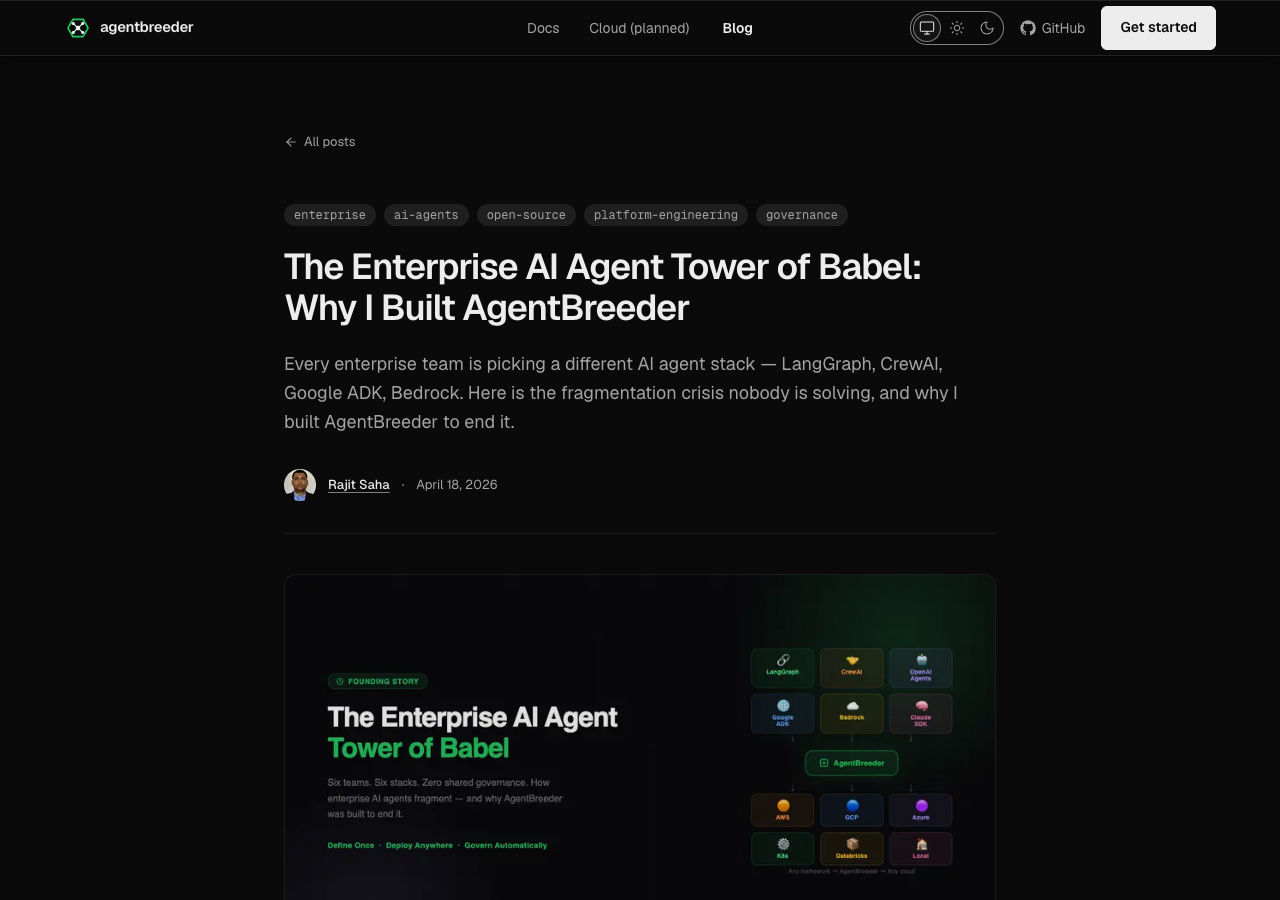 agentbreeder
Docs
Cloud (planned)
Blog
GitHub
Get started
← All posts
enterprise
ai-agents
open-source
platform-engineering
governance
The Enterprise AI Agent Tower of Babel:
Why I Built AgentBreeder
Every enterprise team is picking a different AI agent stack — LangGraph, CrewAI,
Google ADK, Bedrock. Here is the fragmentation crisis nobody is solving, and why I
built AgentBreeder to end it.
Rajit Saha · April 18, 2026
FOUNDING STORY
The Enterprise AI Agent
Tower of Babel
Six teams. Six stacks. Zero shared governance. How
enterprise AI agents fragment — and why AgentBreeder
was built to end it.
Define Once · Deploy Anywhere · Govern Automatically
LangGraph
CrewAI
OpenAI
Agents
Google
ADK
Bedrock
Claude
SDK
AgentBreeder
AWS
GCP
Azure
K8s
Databricks
Local
Any framework → AgentBreeder → Any cloud